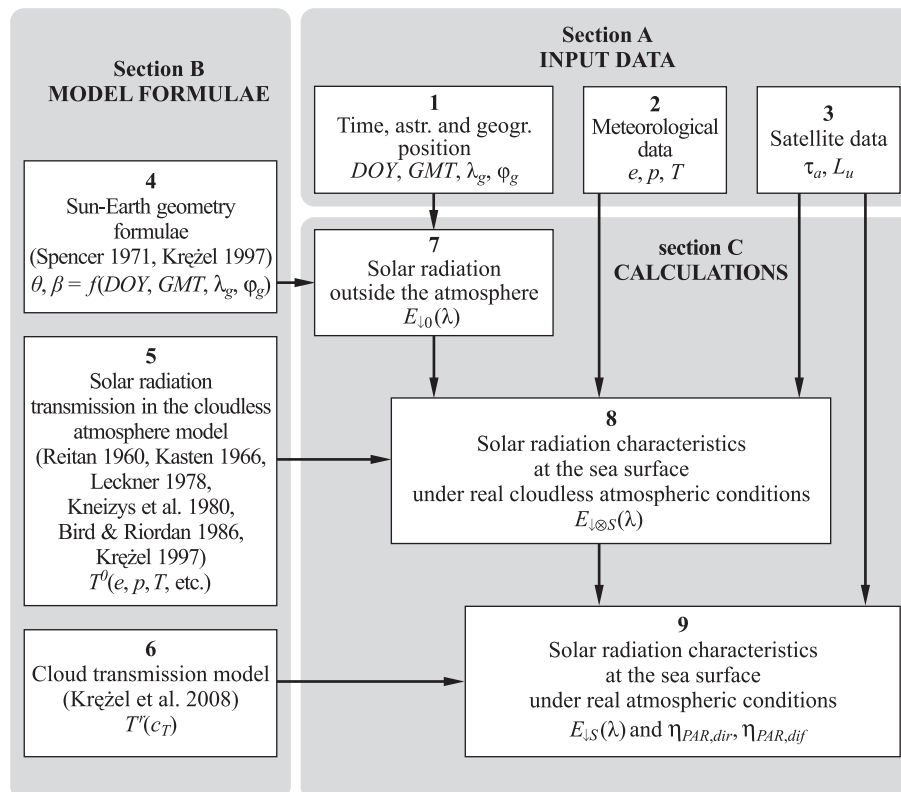 Section B
MODEL FORMULAE
Section A
INPUT DATA
1
Time, astr. and geogr.
position
DOY, GMT, λg, φg
2
Meteorological
data
e, p, T
3
Satellite data
τa, Lu
4
Sun-Earth geometry
formulae
(Spencer 1971, Krężel 1997)
θ, β = f(DOY, GMT, λg, φg)
section C
CALCULATIONS
7
Solar radiation
outside the atmosphere
E↓0(λ)
5
Solar radiation
transmission in the cloudless
atmosphere model
(Reitan 1960, Kasten 1966,
Leckner 1978,
Kneizys et al. 1980,
Bird & Riordan 1986,
Krężel 1997)
T⁰(e, p, T, etc.)
8
Solar radiation characteristics
at the sea surface
under real cloudless atmospheric conditions
E↓⊗S(λ)
6
Cloud transmission model
(Krężel et al. 2008)
Tʳ(cT)
9
Solar radiation characteristics
at the sea surface
under real atmospheric conditions
E↓S(λ) and ηPAR,dir, ηPAR,dif